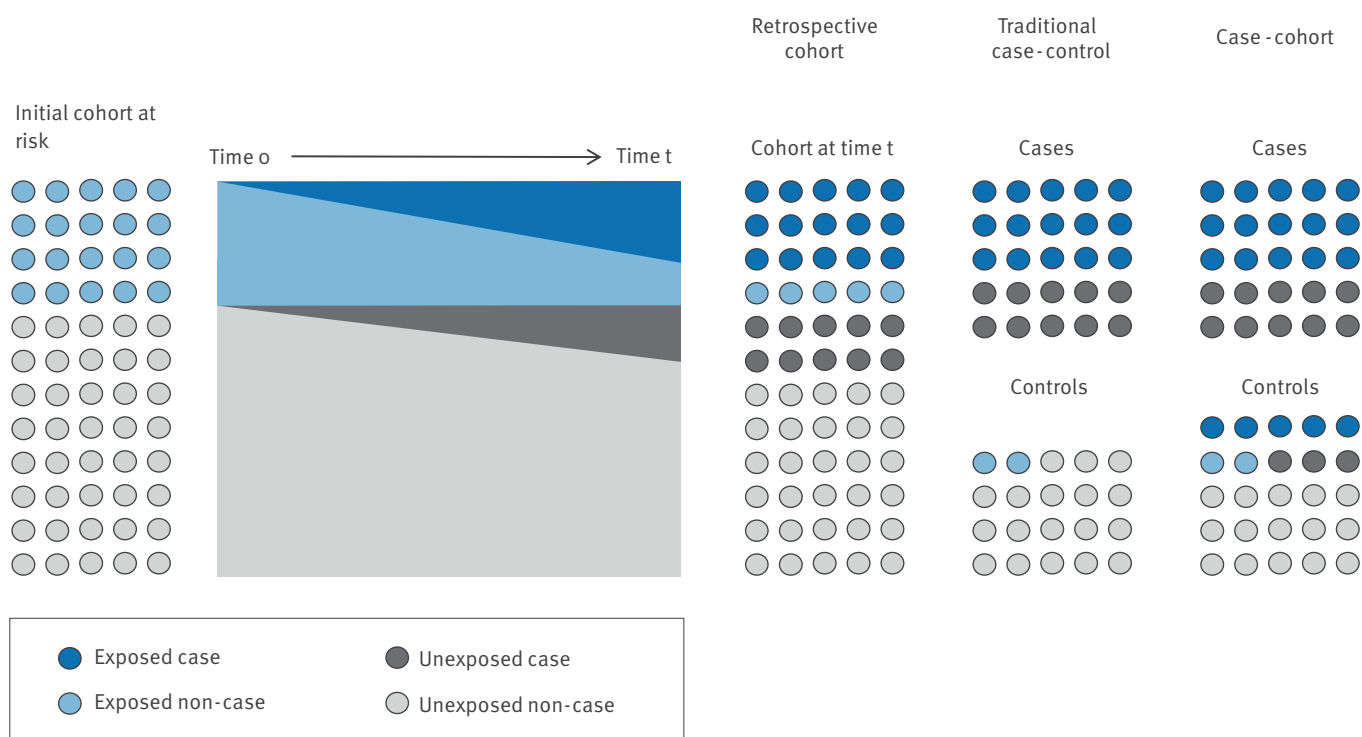 Retrospective
cohort
Traditional
case-control
Case-cohort
Initial cohort at
risk
Time 0
Time t
Cohort at time t
Cases
Cases
Controls
Controls
Exposed case
Unexposed case
Exposed non-case
Unexposed non-case